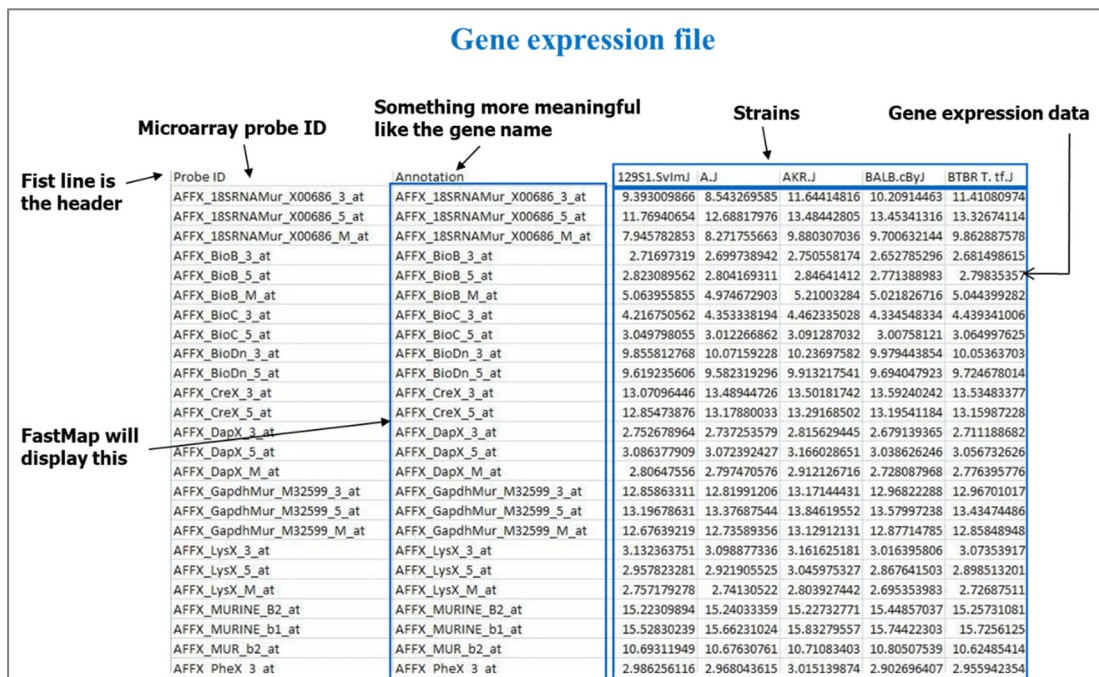 Gene expression file
Something more meaningful
like the gene name
Strains
Gene expression data
Microarray probe ID
Fist line is
the header
Probe ID Annotation 129S1.SvImJ A.J AKR.J BALB.cByJ BTBR T. tf.J
AFFX_18SRNAMur_X00686_3_at AFFX_18SRNAMur_X00686_3_at 9.393009866 8.543269585 11.64414816 10.20914463 11.41080974
AFFX_18SRNAMur_X00686_5_at AFFX_18SRNAMur_X00686_5_at 11.76940654 12.68817976 13.48442805 13.45341316 13.32674114
AFFX_18SRNAMur_X00686_M_at AFFX_18SRNAMur_X00686_M_at 7.945782853 8.271755663 9.880307036 9.700632144 9.862887578
AFFX_BioB_3_at AFFX_BioB_3_at 2.71697319 2.699738942 2.750558174 2.652785296 2.681498615
AFFX_BioB_5_at AFFX_BioB_5_at 2.823089562 2.804169311 2.84641412 2.771388983 2.79835357
AFFX_BioB_M_at AFFX_BioB_M_at 5.063955855 4.974672903 5.21003284 5.021826716 5.044399282
AFFX_BioC_3_at AFFX_BioC_3_at 4.216750562 4.353338194 4.462335028 4.334548334 4.439341006
AFFX_BioC_5_at AFFX_BioC_5_at 3.049798055 3.012266862 3.091287032 3.00758121 3.064997625
AFFX_BioDn_3_at AFFX_BioDn_3_at 9.855812768 10.07159228 10.23697582 9.979443854 10.05363703
AFFX_BioDn_5_at AFFX_BioDn_5_at 9.619235606 9.582319296 9.913217541 9.694047923 9.724678014
AFFX_CreX_3_at AFFX_CreX_3_at 13.07096446 13.48944726 13.50181742 13.59240242 13.53483377
AFFX_CreX_5_at AFFX_CreX_5_at 12.85473876 13.17880033 13.29168502 13.19541184 13.15987228
FastMap will
display this
AFFX_DapX_3_at AFFX_DapX_3_at 2.752678964 2.737253579 2.815629445 2.679139365 2.711188682
AFFX_DapX_5_at AFFX_DapX_5_at 3.086377909 3.072392427 3.166028651 3.038626246 3.056732626
AFFX_DapX_M_at AFFX_DapX_M_at 2.80647556 2.797470576 2.912126716 2.728087968 2.776395776
AFFX_GapdhMur_M32599_3_at AFFX_GapdhMur_M32599_3_at 12.85863311 12.81991206 13.17144431 12.96822288 12.96701017
AFFX_GapdhMur_M32599_5_at AFFX_GapdhMur_M32599_5_at 13.19678631 13.37687544 13.84619552 13.57997238 13.43474486
AFFX_GapdhMur_M32599_M_at AFFX_GapdhMur_M32599_M_at 12.67639219 12.73589356 13.12912131 12.87714785 12.85848948
AFFX_LysX_3_at AFFX_LysX_3_at 3.132363751 3.098877336 3.161625181 3.016395806 3.07353917
AFFX_LysX_5_at AFFX_LysX_5_at 2.957823281 2.921905525 3.045975327 2.867641503 2.898513201
AFFX_LysX_M_at AFFX_LysX_M_at 2.757179278 2.74130522 2.803927442 2.695353983 2.72687511
AFFX_MURINE_B2_at AFFX_MURINE_B2_at 15.22309894 15.24033359 15.22732771 15.44857037 15.25731081
AFFX_MURINE_b1_at AFFX_MURINE_b1_at 15.52830239 15.66231024 15.83279557 15.74422303 15.7256125
AFFX_MUR_b2_at AFFX_MUR_b2_at 10.69311949 10.67630761 10.71083403 10.80507539 10.62485414
AFFX_PheX_3_at AFFX_PheX_3_at 2.986256116 2.968043615 3.015139874 2.902696407 2.955942354